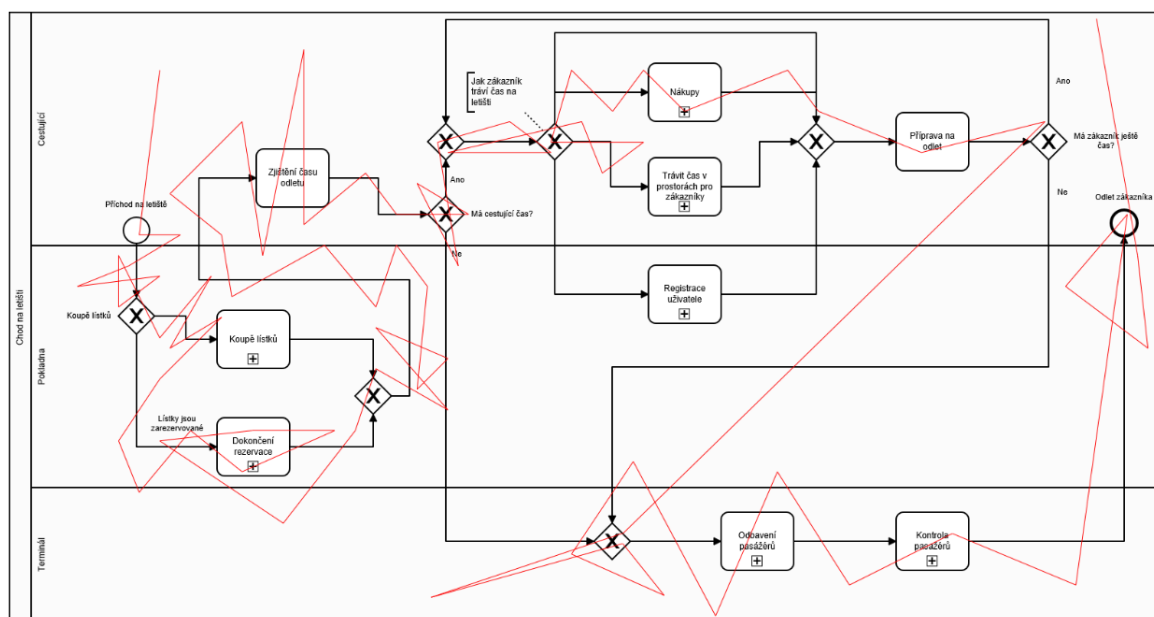 Chod na letišti
Cestující
Pokladna
Terminál
Příchod na letiště
Zjištění času
odletu
Má cestující čas?
Ano
Ne
Jak zákazník
tráví čas na
letišti
Nákupy
Trávit čas v
prostorách pro
zákazníky
Registrace
uživatele
Příprava na
odlet
Ano
Má zákazník ještě
čas?
Ne
Odlet zákazníka
Koupě lístků
Koupě lístků
Lístky jsou
zarezervované
Dokončení
rezervace
Odbavení
pasážérů
Kontrola
pasažérů